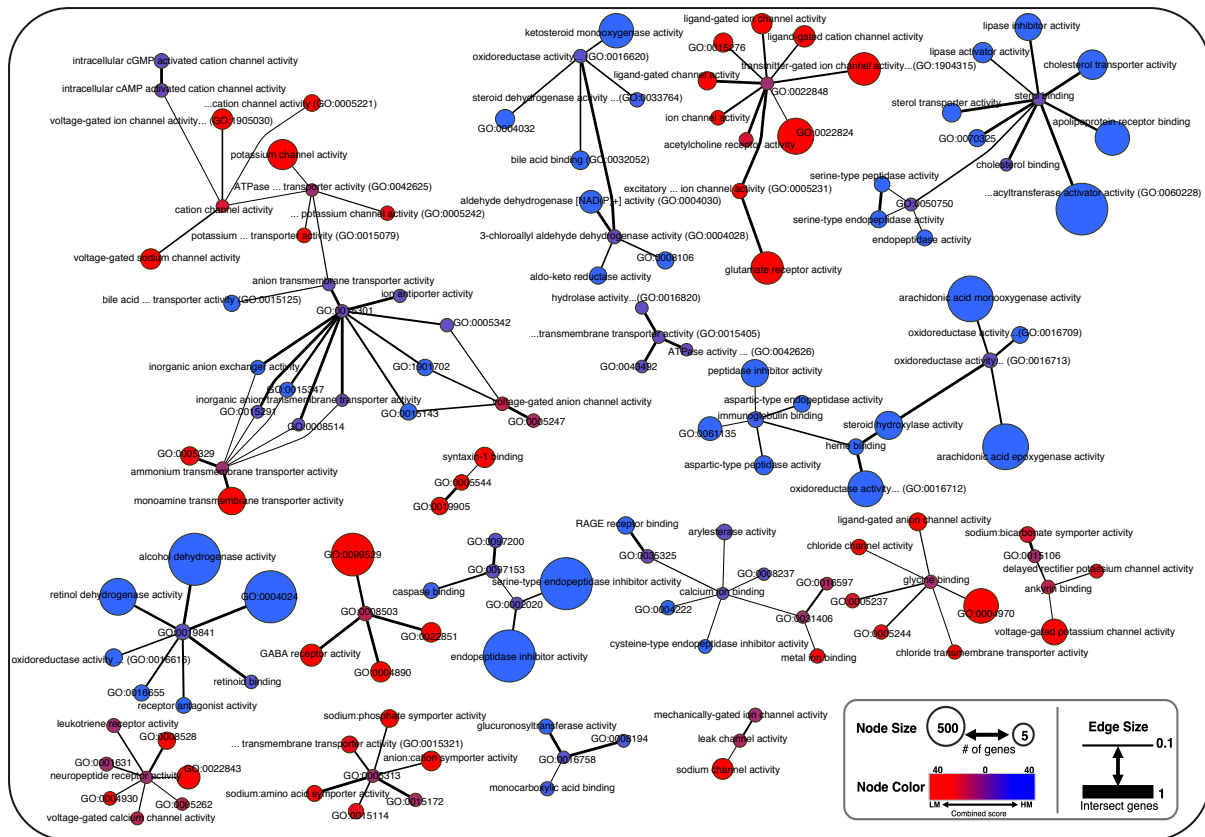 intracellular cGMP activated cation channel activity
intracellular cAMP activated cation channel activity
...cation channel activity (GO:0005221)
voltage-gated ion channel activity... (GO:1905030)
potassium channel activity
ATPase ... transporter activity (GO:0042625)
cation channel activity
... potassium channel activity (GO:0005242)
potassium ... transporter activity (GO:0015079)
voltage-gated sodium channel activity
anion transmembrane transporter activity
ion antiporter activity
bile acid ... transporter activity (GO:0015125)
GO:0015301
GO:0005342
inorganic anion exchanger activity
GO:1901702
GO:0015347
inorganic anion transmembrane transporter activity
GO:0015291
GO:0015143
voltage-gated anion channel activity
GO:0005247
GO:0008514
GO:0005329
ammonium transmembrane transporter activity
monoamine transmembrane transporter activity
syntaxin-1 binding
GO:0005544
GO:0019905
ketosteroid monooxygenase activity
oxidoreductase activity... (GO:0016620)
steroid dehydrogenase activity ...(GO:0033764)
GO:0004032
bile acid binding (GO:0032052)
aldehyde dehydrogenase [NAD(P)+] activity (GO:0004030)
3-chloroallyl aldehyde dehydrogenase activity (GO:0004028)
GO:0008106
aldo-keto reductase activity
ligand-gated ion channel activity
ligand-gated cation channel activity
GO:0015276
transmitter-gated ion channel activity...(GO:1904315)
ligand-gated channel activity
GO:0022848
ion channel activity
GO:0022824
acetylcholine receptor activity
excitatory ... ion channel activity (GO:0005231)
glutamate receptor activity
lipase inhibitor activity
lipase activator activity
cholesterol transporter activity
sterol binding
sterol transporter activity
apolipoprotein receptor binding
GO:0070325
cholesterol binding
serine-type peptidase activity
...acyltransferase activator activity (GO:0060228)
GO:0050750
serine-type endopeptidase activity
endopeptidase activity
hydrolase activity...(GO:0016820)
...transmembrane transporter activity (GO:0015405)
ATPase activity ... (GO:0042626)
GO:0043492
arachidonic acid monooxygenase activity
oxidoreductase activity... (GO:0016709)
oxidoreductase activity... (GO:0016713)
peptidase inhibitor activity
aspartic-type endopeptidase activity
immunoglobulin binding
GO:0061135
steroid hydroxylase activity
heme binding
aspartic-type peptidase activity
arachidonic acid epoxygenase activity
oxidoreductase activity... (GO:0016712)
alcohol dehydrogenase activity
retinol dehydrogenase activity
GO:0004024
GO:0019841
oxidoreductase activity ... (GO:0016616)
retinoid binding
GO:0016655
receptor antagonist activity
GO:0099529
GO:0008503
GO:0022851
GABA receptor activity
GO:0004890
GO:0097200
GO:0097153
serine-type endopeptidase inhibitor activity
caspase binding
GO:0002020
endopeptidase inhibitor activity
RAGE receptor binding
arylesterase activity
GO:0035325
GO:0008237
calcium ion binding
GO:0016597
GO:0004222
GO:0031406
cysteine-type endopeptidase inhibitor activity
metal ion binding
ligand-gated anion channel activity
chloride channel activity
glycine binding
GO:0005237
GO:0004970
GO:0005244
chloride transmembrane transporter activity
sodium:bicarbonate symporter activity
GO:0015106
delayed rectifier potassium channel activity
ankyrin binding
voltage-gated potassium channel activity
leukotriene receptor activity
GO:0008528
GO:0001631
neuropeptide receptor activity
GO:0022843
GO:0004930
GO:0005262
voltage-gated calcium channel activity
sodium:phosphate symporter activity
... transmembrane transporter activity (GO:0015321)
anion:cation symporter activity
GO:0005313
sodium:amino acid symporter activity
GO:0015172
GO:0015114
glucuronosyltransferase activity
GO:0008194
GO:0016758
monocarboxylic acid binding
mechanically-gated ion channel activity
leak channel activity
sodium channel activity
Node Size
500
5
# of genes
Edge Size
0.1
1
Intersect genes
Node Color
40
0
40
LM
HM
Combined score